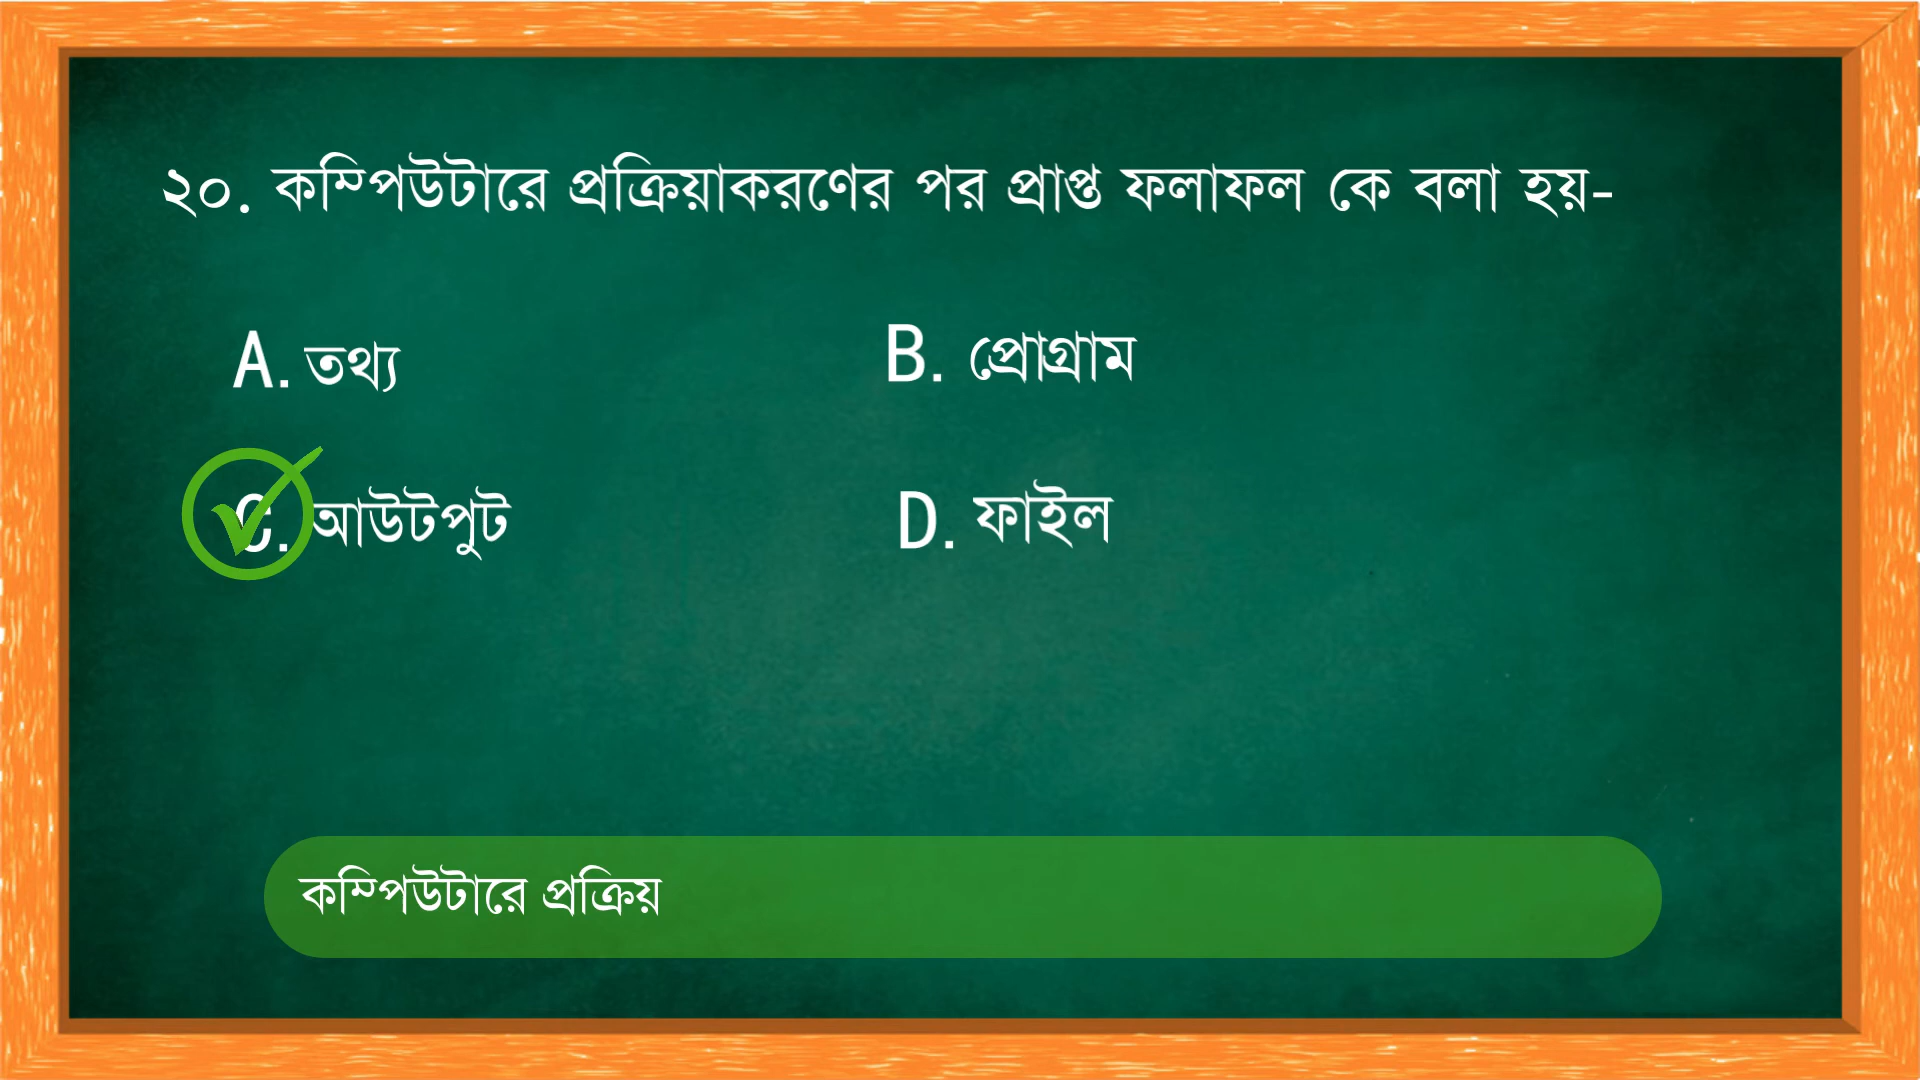 ২০. কম্পিউটারে প্রক্রিয়াকরণের পর প্রাপ্ত ফলাফল কে বলা হয়-
A. তথ্য
B. প্রোগ্রাম
C. আউটপুট
D. ফাইল
কম্পিউটারে প্রক্রিয়